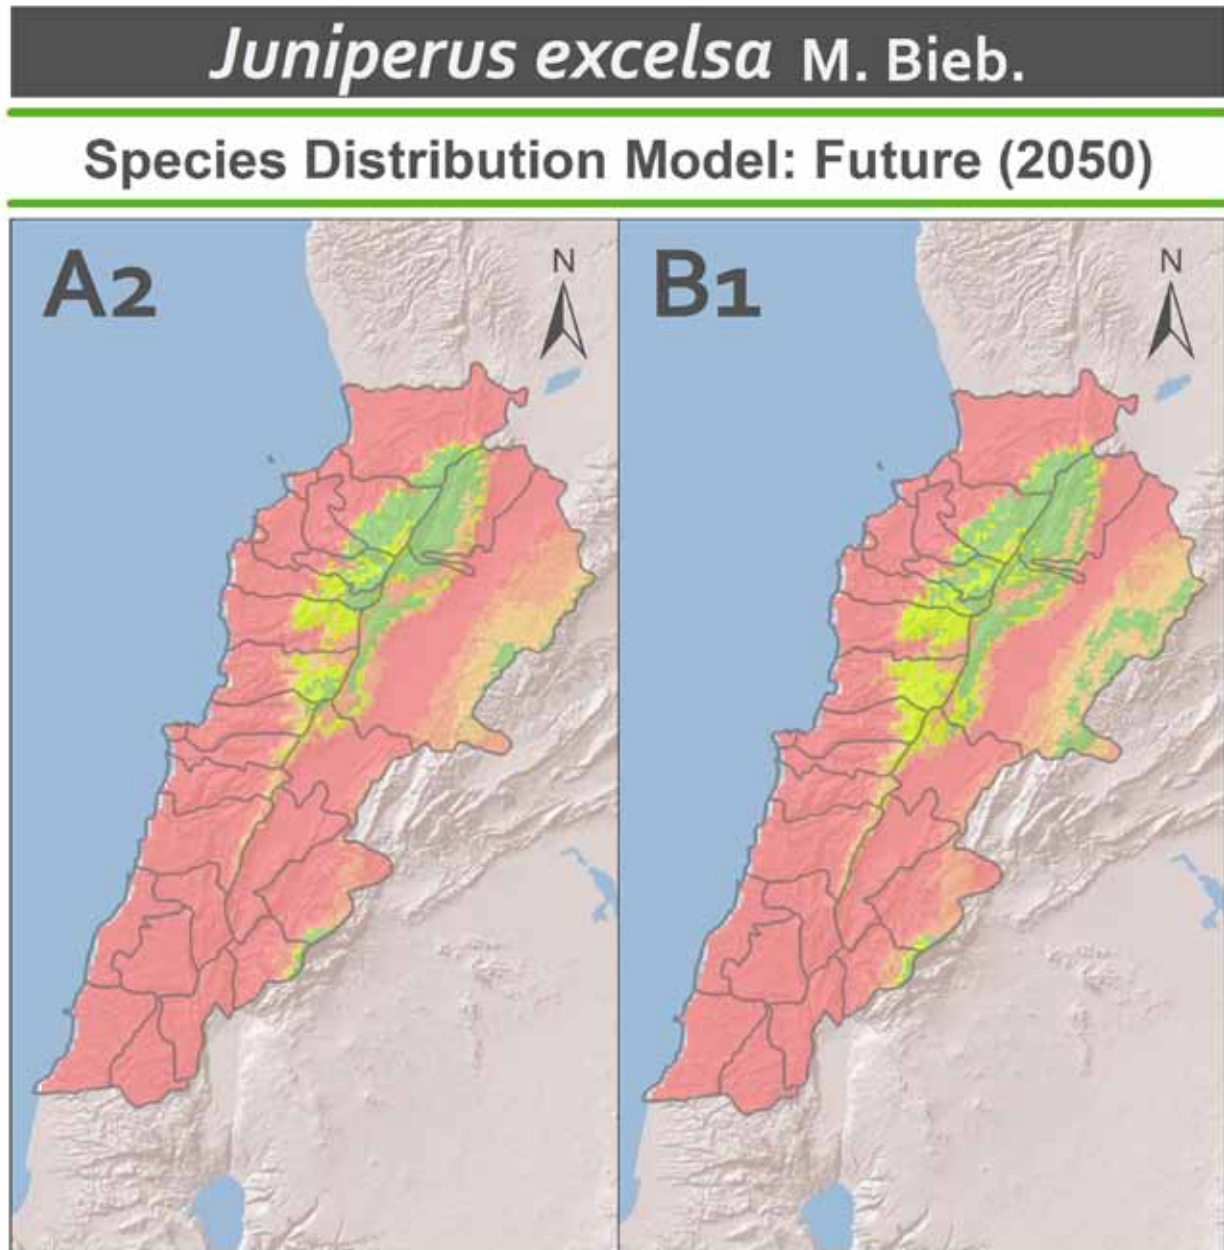 Juniperus excelsa M. Bieb.
Species Distribution Model: Future (2050)
A2
N
B1
N